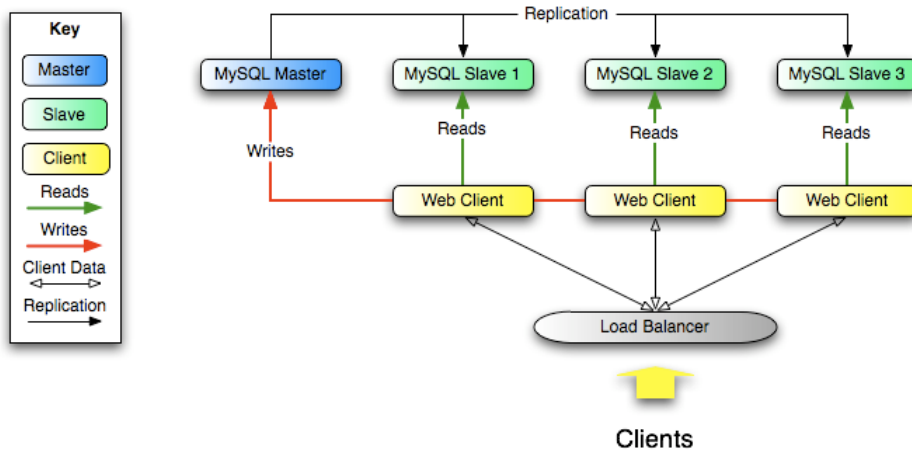 Key
Master
Slave
Client
Reads
Writes
Client Data
Replication
Replication
MySQL Master
MySQL Slave 1
MySQL Slave 2
MySQL Slave 3
Writes
Reads
Reads
Reads
Web Client
Web Client
Web Client
Load Balancer
Clients